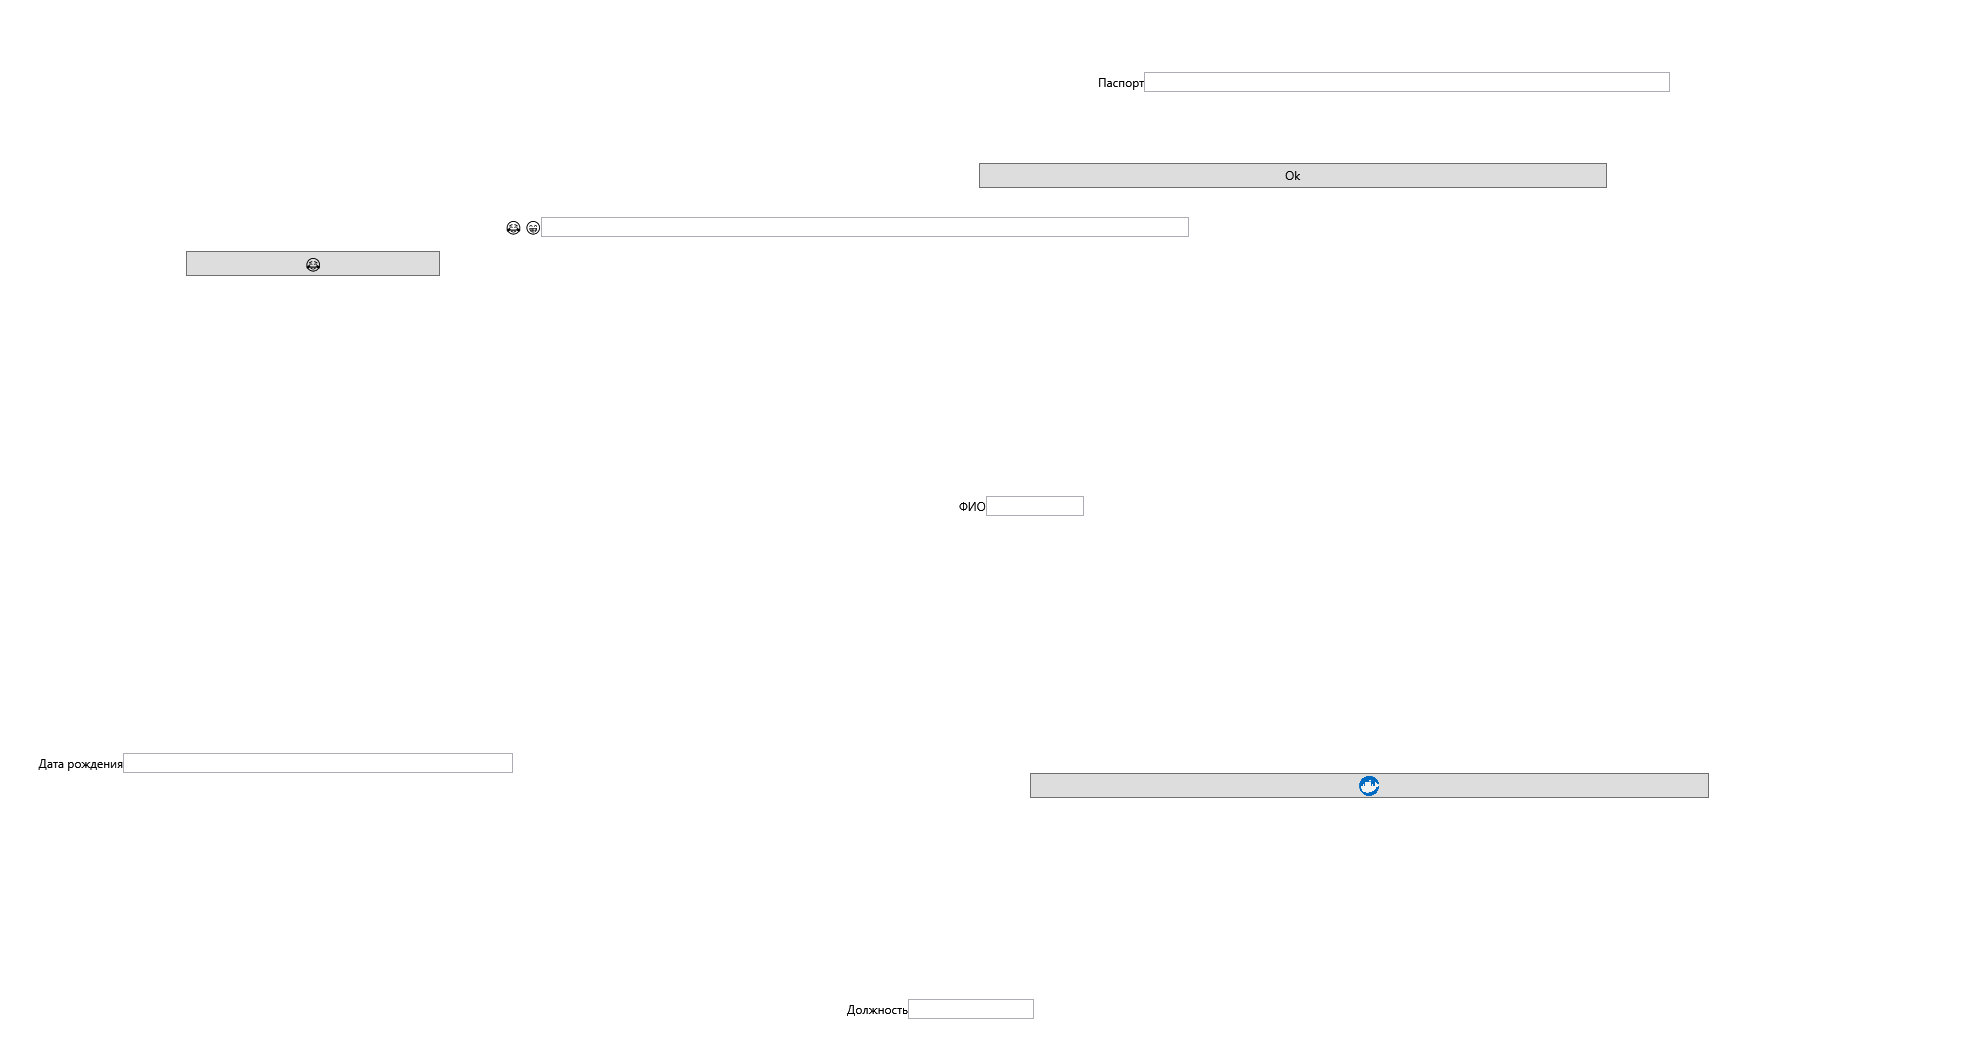 Паспорт
Ok
😂 😁
😂
ФИО
Дата рождения
Должность